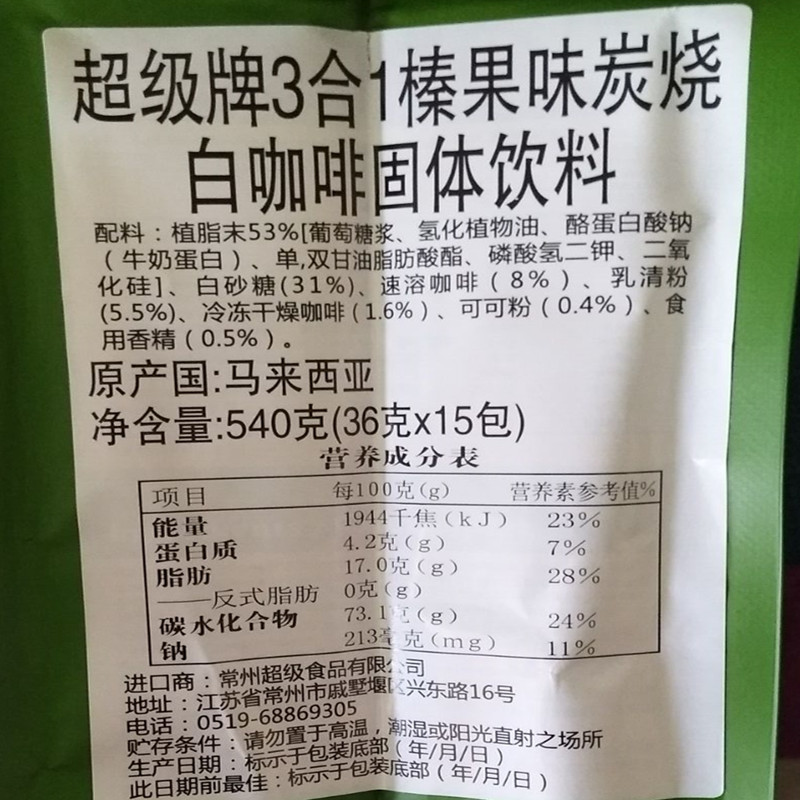 超级牌3合1榛果味炭烧
白咖啡固体饮料
配料：植脂末53%[葡萄糖浆、氢化植物油、酪蛋白酸钠
（牛奶蛋白）、单,双甘油脂肪酸酯、磷酸氢二钾、二氧
化硅]、白砂糖(31%)、速溶咖啡（8%）、乳清粉
(5.5%)、冷冻干燥咖啡（1.6%）、可可粉（0.4%）、食
用香精（0.5%）。
原产国:马来西亚
净含量:540克(36克x15包)
营养成分表
项目 每100克(g) 营养素参考值%
能量 1944千焦(kJ) 23%
蛋白质 4.2克(g) 7%
脂肪 17.0克(g) 28%
——反式脂肪 0克(g)
碳水化合物 73.1克(g) 24%
钠 213毫克(mg) 11%
进口商：常州超级食品有限公司
地址：江苏省常州市戚墅堰区兴东路16号
电话：0519-68869305
贮存条件：请勿置于高温，潮湿或阳光直射之场所
生产日期：标示于包装底部（年/月/日）
此日期前最佳：标示于包装底部（年/月/日）